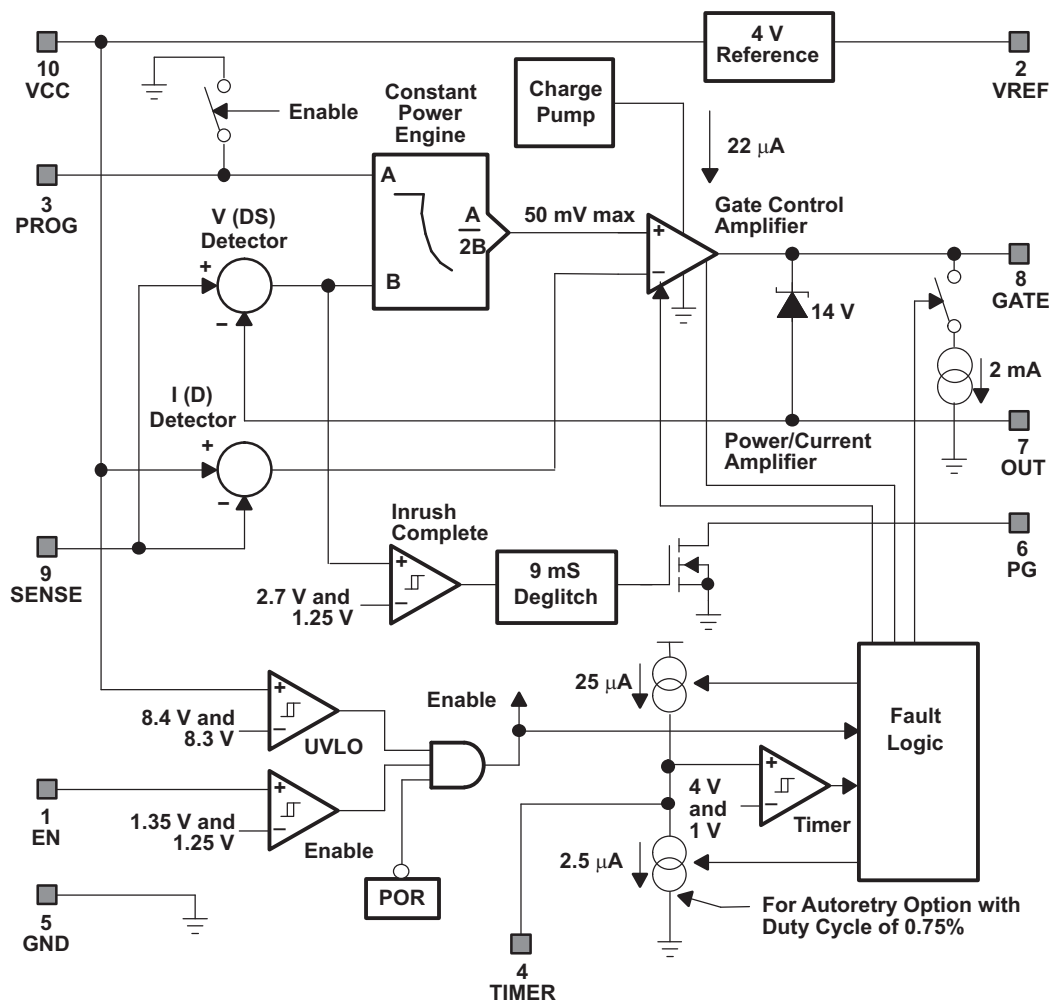 4 V
Reference
10
VCC
2
VREF
Charge
Pump
Enable
Constant
Power
Engine
22 μA
3
PROG
A
B
A
2B
50 mV max
+
−
Gate Control
Amplifier
V (DS)
Detector
+
−
14 V
8
GATE
2 mA
I (D)
Detector
+
−
Power/Current
Amplifier
7
OUT
9
SENSE
Inrush
Complete
+
−
2.7 V and
1.25 V
9 mS
Deglitch
6
PG
8.4 V and
8.3 V
+
−
UVLO
Enable
25 μA
Fault
Logic
1
EN
1.35 V and
1.25 V
+
−
Enable
4 V
and
1 V
+
−
Timer
2.5 μA
POR
5
GND
For Autoretry Option with
Duty Cycle of 0.75%
4
TIMER